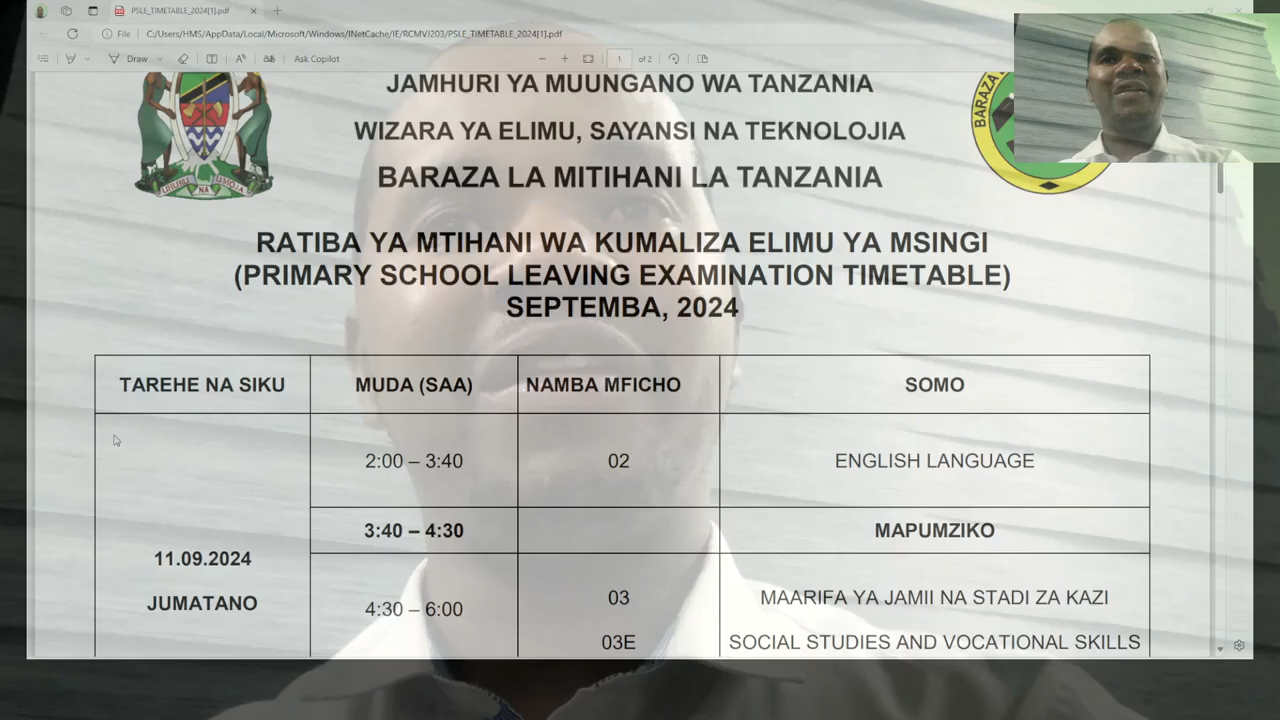 PSLE_TIMETABLE_2024[1].pdf
File
C:/Users/HMS/AppData/Local/Microsoft/Windows/INetCache/IE/RCMVJ203/PSLE_TIMETABLE_2024[1].pdf
Draw
Ask Copilot
1 of 2
JAMHURI YA MUUNGANO WA TANZANIA
WIZARA YA ELIMU, SAYANSI NA TEKNOLOJIA
BARAZA LA MITIHANI LA TANZANIA
UHURU NA UMOJA
BARAZA
RATIBA YA MTIHANI WA KUMALIZA ELIMU YA MSINGI
(PRIMARY SCHOOL LEAVING EXAMINATION TIMETABLE)
SEPTEMBA, 2024
TAREHE NA SIKU MUDA (SAA) NAMBA MFICHO SOMO
2:00 – 3:40 02 ENGLISH LANGUAGE
3:40 – 4:30 MAPUMZIKO
11.09.2024
JUMATANO
4:30 – 6:00
03 MAARIFA YA JAMII NA STADI ZA KAZI
03E SOCIAL STUDIES AND VOCATIONAL SKILLS